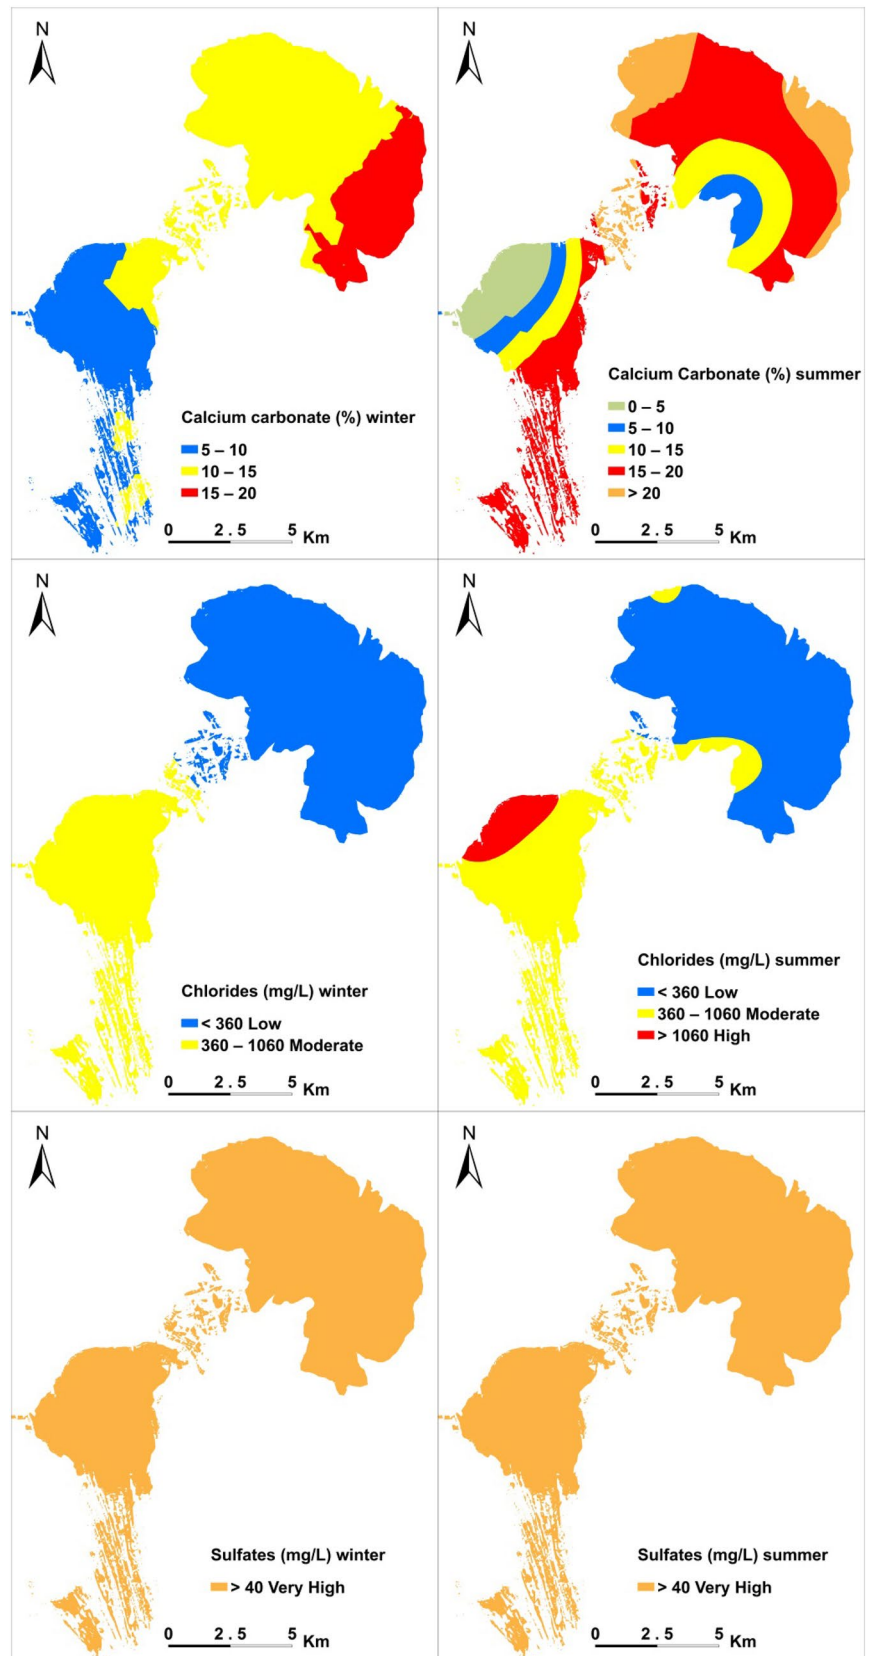 N
Calcium carbonate (%) winter
5 – 10
10 – 15
15 – 20
0 2 . 5 5 Km
N
Calcium Carbonate (%) summer
0 – 5
5 – 10
10 – 15
15 – 20
> 20
0 2 . 5 5 Km
N
Chlorides (mg/L) winter
< 360 Low
360 – 1060 Moderate
0 2 . 5 5 Km
N
Chlorides (mg/L) summer
< 360 Low
360 – 1060 Moderate
> 1060 High
0 2 . 5 5 Km
N
Sulfates (mg/L) winter
> 40 Very High
0 2 . 5 5 Km
N
Sulfates (mg/L) summer
> 40 Very High
0 2 . 5 5 Km